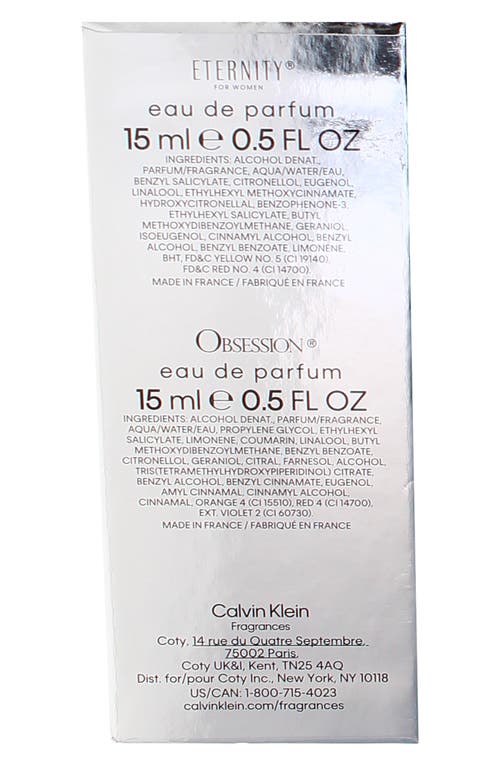 ETERNITY®
FOR WOMEN
eau de parfum
15 ml ℮ 0.5 FL OZ
INGREDIENTS: ALCOHOL DENAT.,
PARFUM/FRAGRANCE, AQUA/WATER/EAU,
BENZYL SALICYLATE, CITRONELLOL, EUGENOL,
LINALOOL, ETHYLHEXYL METHOXYCINNAMATE,
HYDROXYCITRONELLAL, BENZOPHENONE-3,
ETHYLHEXYL SALICYLATE, BUTYL
METHOXYDIBENZOYLMETHANE, GERANIOL,
ISOEUGENOL, CINNAMYL ALCOHOL, BENZYL
ALCOHOL, BENZYL BENZOATE, LIMONENE,
BHT, FD&C YELLOW NO. 5 (CI 19140),
FD&C RED NO. 4 (CI 14700).
MADE IN FRANCE / FABRIQUÉ EN FRANCE
OBSESSION®
eau de parfum
15 ml ℮ 0.5 FL OZ
INGREDIENTS: ALCOHOL DENAT., PARFUM/FRAGRANCE,
AQUA/WATER/EAU, PROPYLENE GLYCOL, ETHYLHEXYL
SALICYLATE, LIMONENE, COUMARIN, LINALOOL, BUTYL
METHOXYDIBENZOYLMETHANE, BENZYL BENZOATE,
CITRONELLOL, GERANIOL, CITRAL, FARNESOL, ALCOHOL,
TRIS(TETRAMETHYLHYDROXYPIPERIDINOL) CITRATE,
BENZYL ALCOHOL, BENZYL CINNAMATE, EUGENOL,
AMYL CINNAMAL, CINNAMYL ALCOHOL,
CINNAMAL, ORANGE 4 (CI 15510), RED 4 (CI 14700),
EXT. VIOLET 2 (CI 60730).
MADE IN FRANCE / FABRIQUÉ EN FRANCE
Calvin Klein
Fragrances
Coty, 14 rue du Quatre Septembre,
75002 Paris,
Coty UK&I, Kent, TN25 4AQ
Dist. for/pour Coty Inc., New York, NY 10118
US/CAN: 1-800-715-4023
calvinklein.com/fragrances